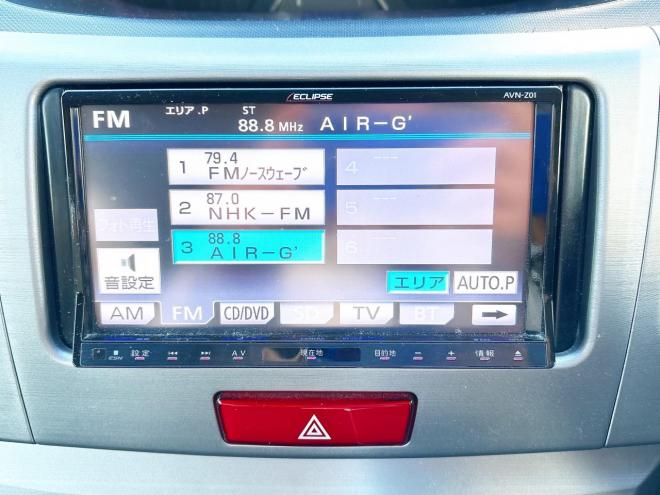 ECLIPSE AVN-Z01
FM エリア.P ST 88.8 MHz AIR-G'
1 79.4 FMノースウェーブ
4 ---
2 87.0 NHK-FM
5 ---
3 88.8 AIR-G'
6 ---
フォト再生
音設定
エリア AUTO.P
AM FM CD/DVD SD TV BT
ESN 設定 AV 現在地 目的地 − + 情報